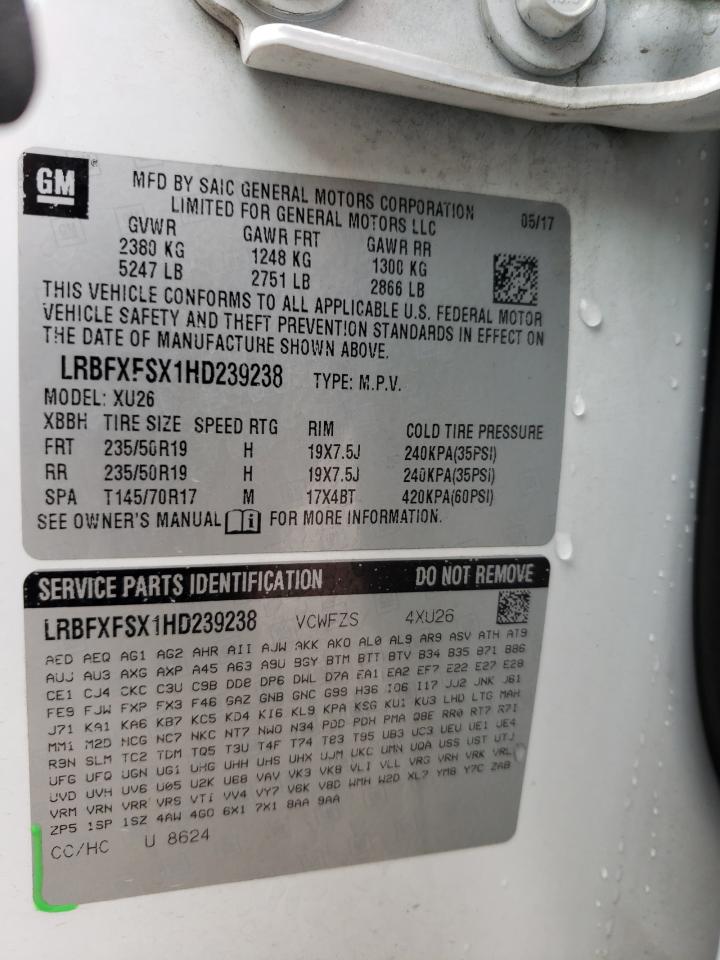 GM
MFD BY SAIC GENERAL MOTORS CORPORATION
LIMITED FOR GENERAL MOTORS LLC 05/17
GVWR GAWR FRT GAWR RR
2380 KG 1248 KG 1300 KG
5247 LB 2751 LB 2866 LB
THIS VEHICLE CONFORMS TO ALL APPLICABLE U.S. FEDERAL MOTOR
VEHICLE SAFETY AND THEFT PREVENTION STANDARDS IN EFFECT ON
THE DATE OF MANUFACTURE SHOWN ABOVE.
LRBFXFSX1HD239238 TYPE: M.P.V.
MODEL: XU26
XBBH TIRE SIZE SPEED RTG RIM COLD TIRE PRESSURE
FRT 235/50R19 H 19X7.5J 240KPA(35PSI)
RR 235/50R19 H 19X7.5J 240KPA(35PSI)
SPA T145/70R17 M 17X4BT 420KPA(60PSI)
SEE OWNER'S MANUAL FOR MORE INFORMATION.
SERVICE PARTS IDENTIFICATION DO NOT REMOVE
LRBFXFSX1HD239238 VCWFZS 4XU26
AED AEQ AG1 AG2 AHR AII AJW AKK AKO AL0 AL9 AR9 ASV ATH AT9
AUJ AU3 AXG AXP A45 A63 A9U B9GY BTM BTT BTV B34 B35 B71 B86
CE1 CJ4 CKC C3U C9B DD8 DP6 DWL D7A EA1 EA2 EF7 E22 E27 E28
FE9 FJW FXP FX3 F46 GAZ GNB GNC G99 H36 I06 I17 JJ2 JNK J61
J71 KA1 KA6 KB7 KC5 KD4 KI6 KL9 KPA KSG KU1 KU3 LHD LTG MAH
MM1 M2D NCG NC7 NKC NT7 NWO N34 PDD PDH PMA Q8E RR0 RT7 R7I
R9N SLM TC2 TDM TQ5 T3U T4F T74 T83 T95 UB3 UC3 UEU UE1 UE4
UFG UFQ UGN UG1 UHG UHH UHS UHX UJM UKC UMN UQA USS UST UTJ
UVD UVH UV6 U05 U2K U68 VAV VK3 VK8 VLI VLL VRG VRH VRK VRL
VRM VRN VRR VRS VTI VV4 VY7 V6K V8D WMH W2D XL7 YM8 Y7C ZAB
ZP5 1SP 1SZ 4AW 4GO 6X1 7X1 8AA 9AA
CC/HC U 8624